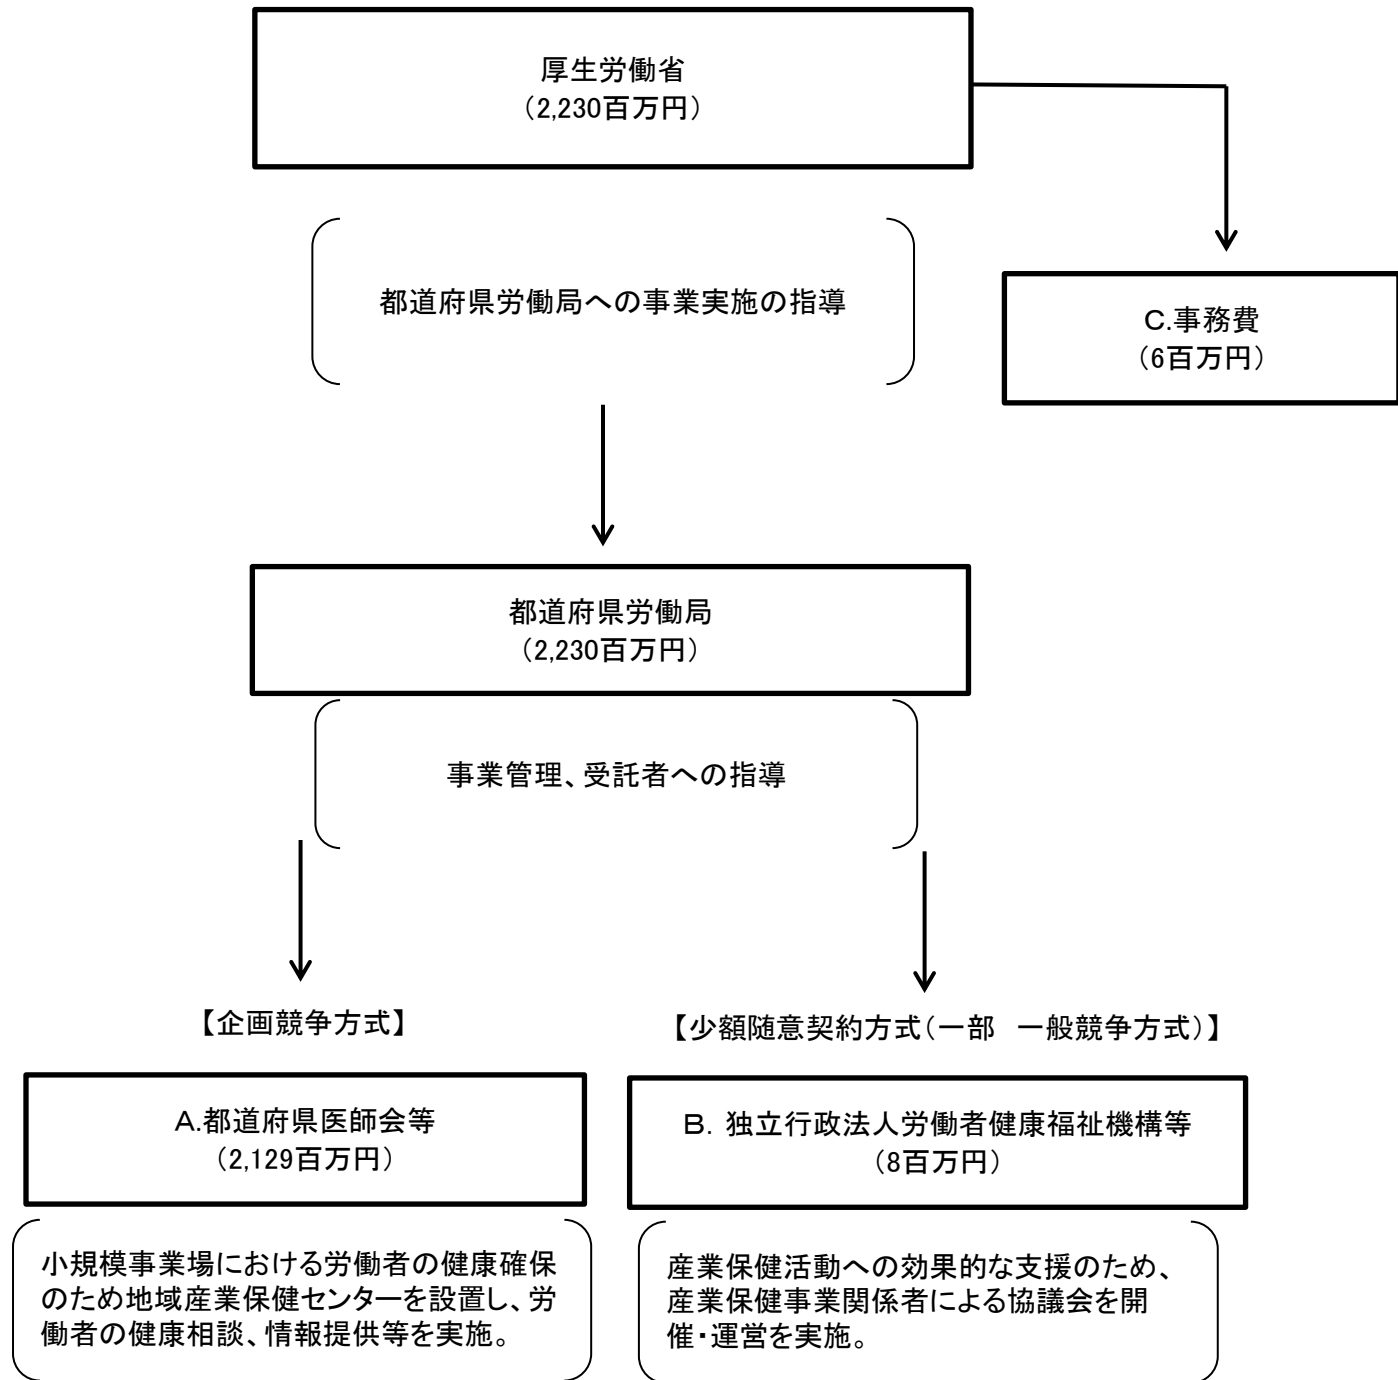 厚生労働省
（2,230百万円）
都道府県労働局への事業実施の指導
C.事務費
（6百万円）
都道府県労働局
（2,230百万円）
事業管理、受託者への指導
【企画競争方式】
【少額随意契約方式（一部　一般競争方式）】
A.都道府県医師会等
（2,129百万円）
B．独立行政法人労働者健康福祉機構等
（8百万円）
小規模事業場における労働者の健康確保
のため地域産業保健センターを設置し、労
働者の健康相談、情報提供等を実施。
産業保健活動への効果的な支援のため、
産業保健事業関係者による協議会を開
催・運営を実施。